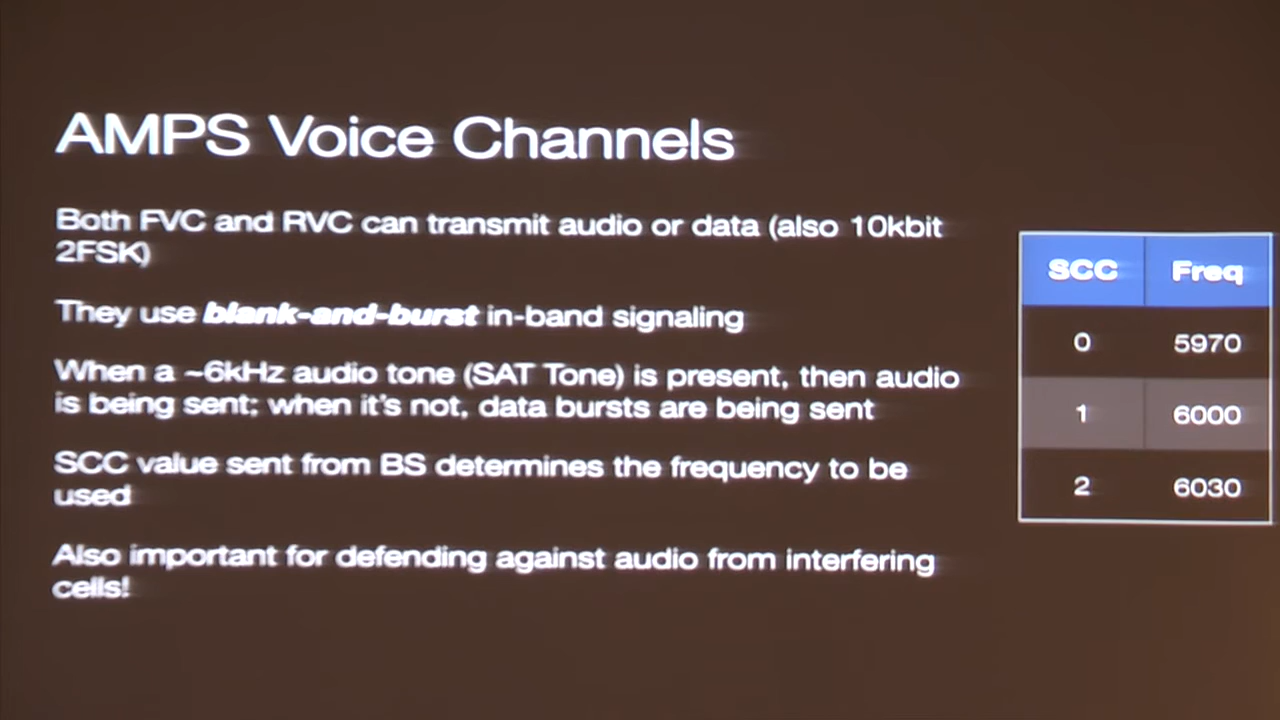 AMPS Voice Channels
Both FVC and RVC can transmit audio or data (also 10kbit
2FSK)
They use blank-and-burst in-band signaling
When a ~6kHz audio tone (SAT Tone) is present, then audio
is being sent; when it's not, data bursts are being sent
SCC value sent from BS determines the frequency to be
used
Also important for defending against audio from interfering
cells!
SCC Freq
0 5970
1 6000
2 6030